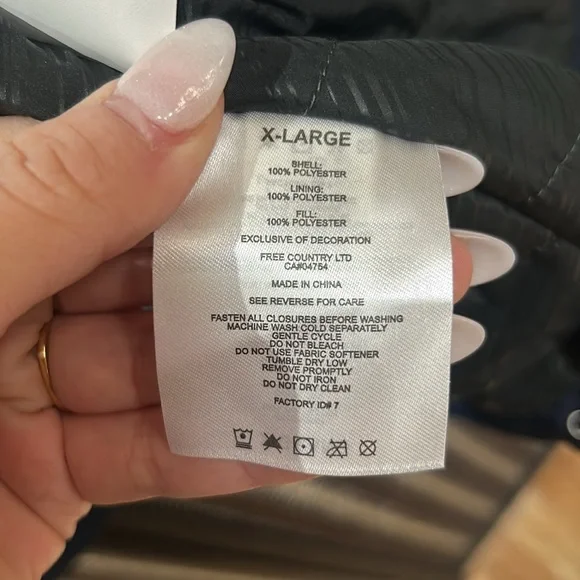 X-LARGE
SHELL:
100% POLYESTER
LINING:
100% POLYESTER
FILL:
100% POLYESTER
EXCLUSIVE OF DECORATION
FREE COUNTRY LTD
CA#04754
MADE IN CHINA
SEE REVERSE FOR CARE
FASTEN ALL CLOSURES BEFORE WASHING
MACHINE WASH COLD SEPARATELY
GENTLE CYCLE
DO NOT BLEACH
DO NOT USE FABRIC SOFTENER
TUMBLE DRY LOW
REMOVE PROMPTLY
DO NOT IRON
DO NOT DRY CLEAN
FACTORY ID# 7